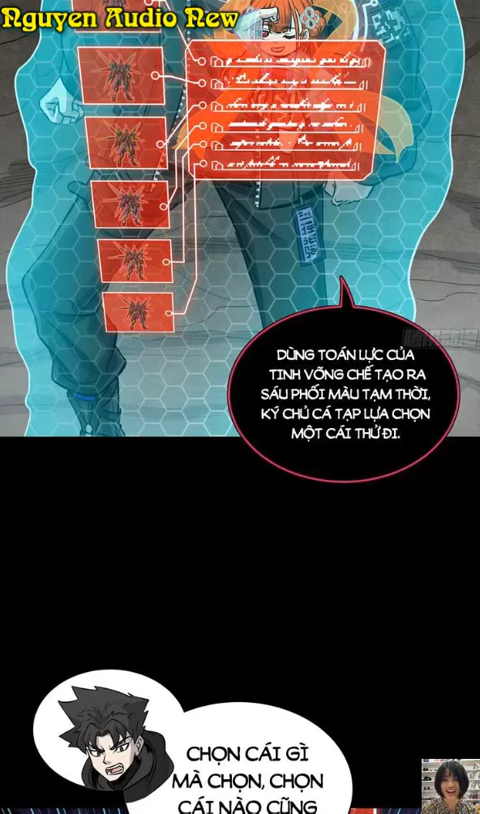 Nguyen Audio New
DÙNG TOÁN LỰC CỦA
TINH VÕNG CHẾ TẠO RA
SÁU PHỐI MÀU TẠM THỜI,
KÝ CHỦ CÁ TẠP LỰA CHỌN
MỘT CÁI THỬ ĐI.
CHỌN CÁI GÌ
MÀ CHỌN, CHỌN
CÁI NÀO CŨNG